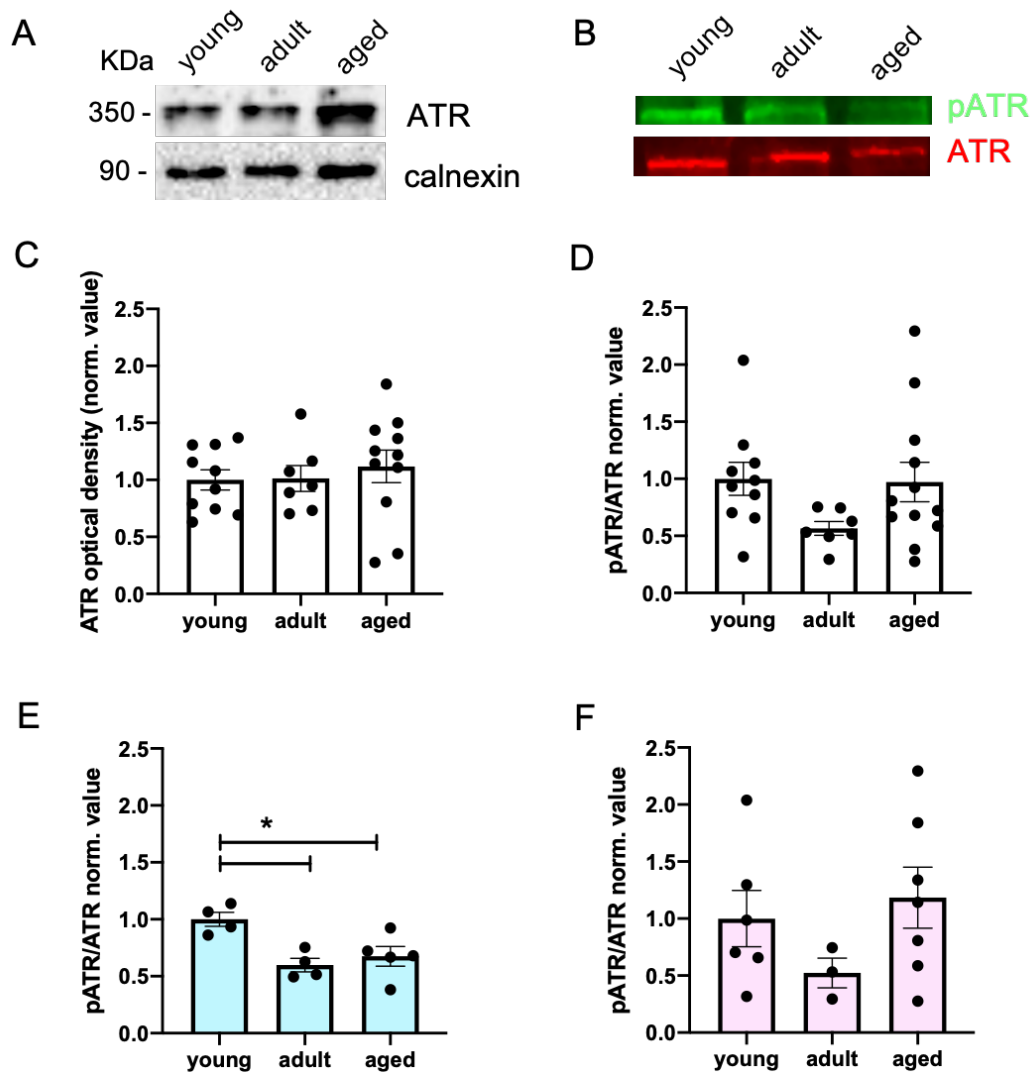 A
KDa
young
adult
aged
350 -
ATR
90 -
calnexin
B
young
adult
aged
pATR
ATR
C
ATR optical density (norm. value)
2.5
2.0
1.5
1.0
0.5
0.0
young adult aged
D
pATR/ATR norm. value
2.5
2.0
1.5
1.0
0.5
0.0
young adult aged
E
pATR/ATR norm. value
2.5
2.0
1.5
1.0
0.5
0.0
*
young adult aged
F
pATR/ATR norm. value
2.5
2.0
1.5
1.0
0.5
0.0
young adult aged